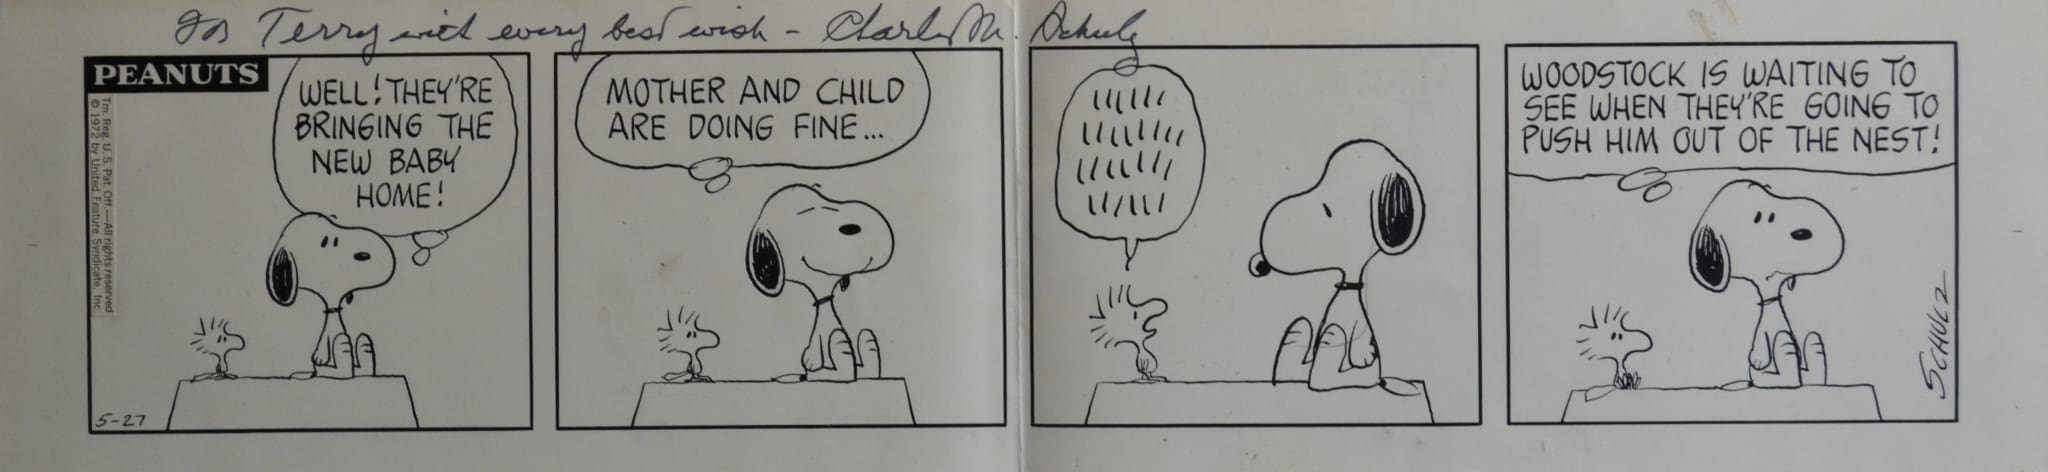 For Terry with every best wish - Charles M. Schulz
PEANUTS
Tm. Reg. U. S. Pat. Off.—All rights reserved
© 1972 by United Feature Syndicate, Inc.
WELL! THEY'RE
BRINGING THE
NEW BABY
HOME!
5-27
MOTHER AND CHILD
ARE DOING FINE...
WOODSTOCK IS WAITING TO
SEE WHEN THEY'RE GOING TO
PUSH HIM OUT OF THE NEST!
SCHULZ